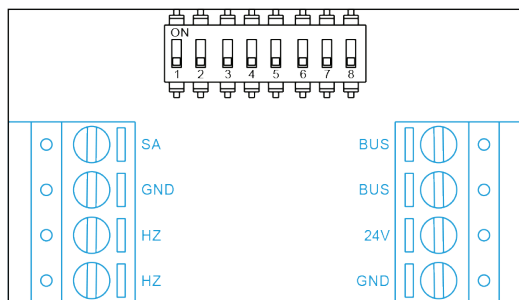 ON
1 2 3 4 5 6 7 8
SA BUS
GND BUS
HZ 24V
HZ GND